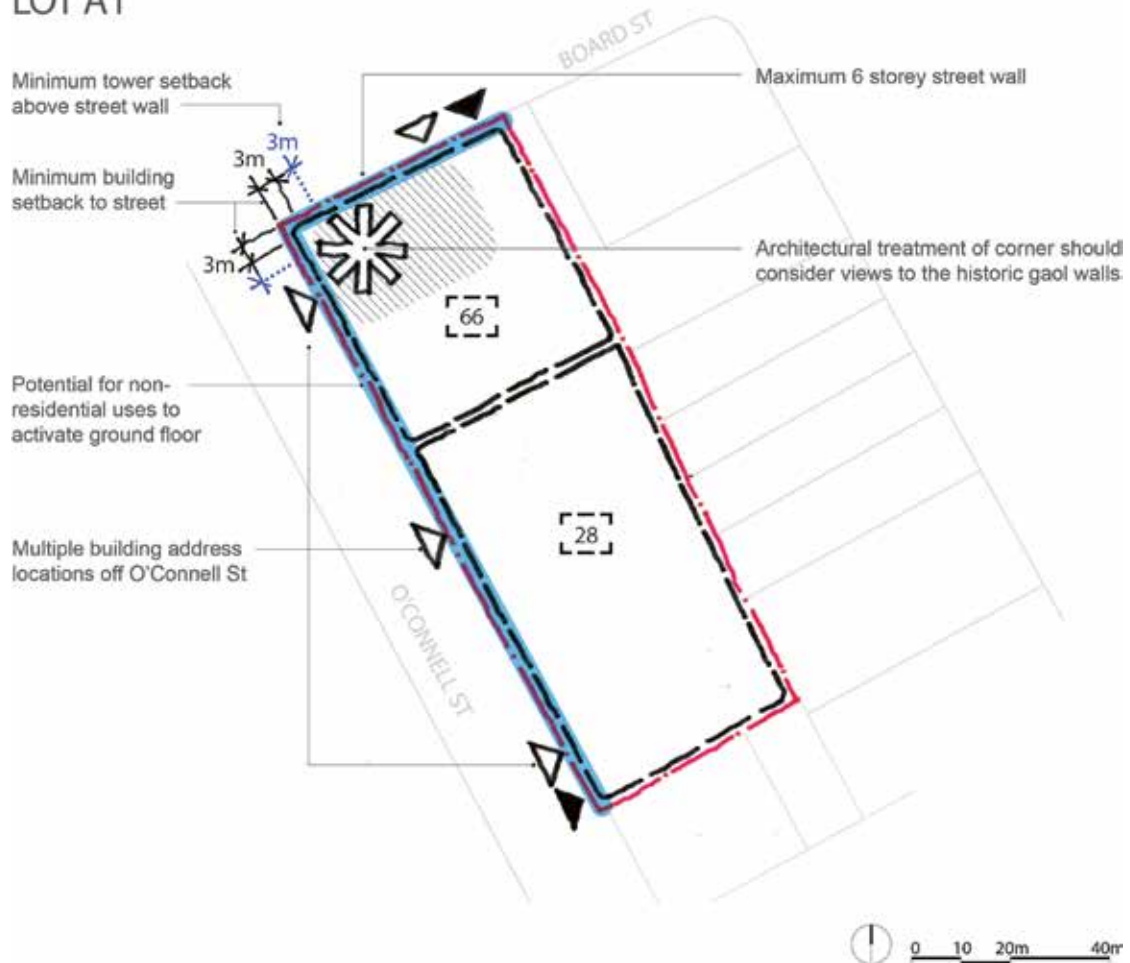 LOT A1
BOARD ST
Minimum tower setback
above street wall
Maximum 6 storey street wall
3m
3m
Minimum building
setback to street
3m
Architectural treatment of corner should
consider views to the historic gaol walls
66
Potential for non-
residential uses to
activate ground floor
28
Multiple building address
locations off O'Connell St
O'CONNELL ST
0 10 20m 40m